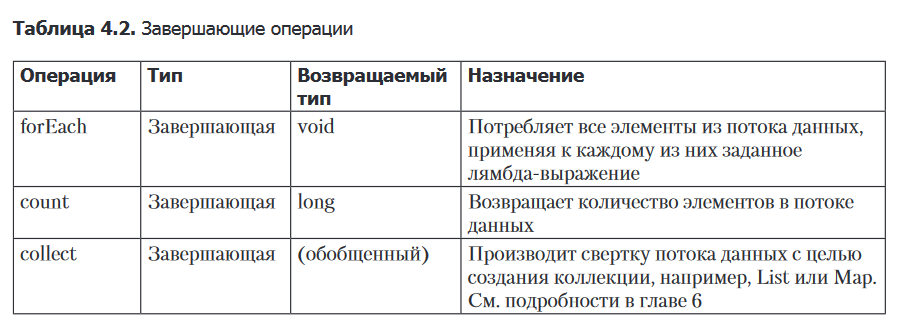 Таблица 4.2. Завершающие операции
Операция Тип Возвращаемый тип Назначение
forEach Завершающая void Потребляет все элементы из потока данных,
применяя к каждому из них заданное
лямбда-выражение
count Завершающая long Возвращает количество элементов в потоке
данных
collect Завершающая (обобщенный) Производит свертку потока данных с целью
создания коллекции, например, List или Map.
См. подробности в главе 6